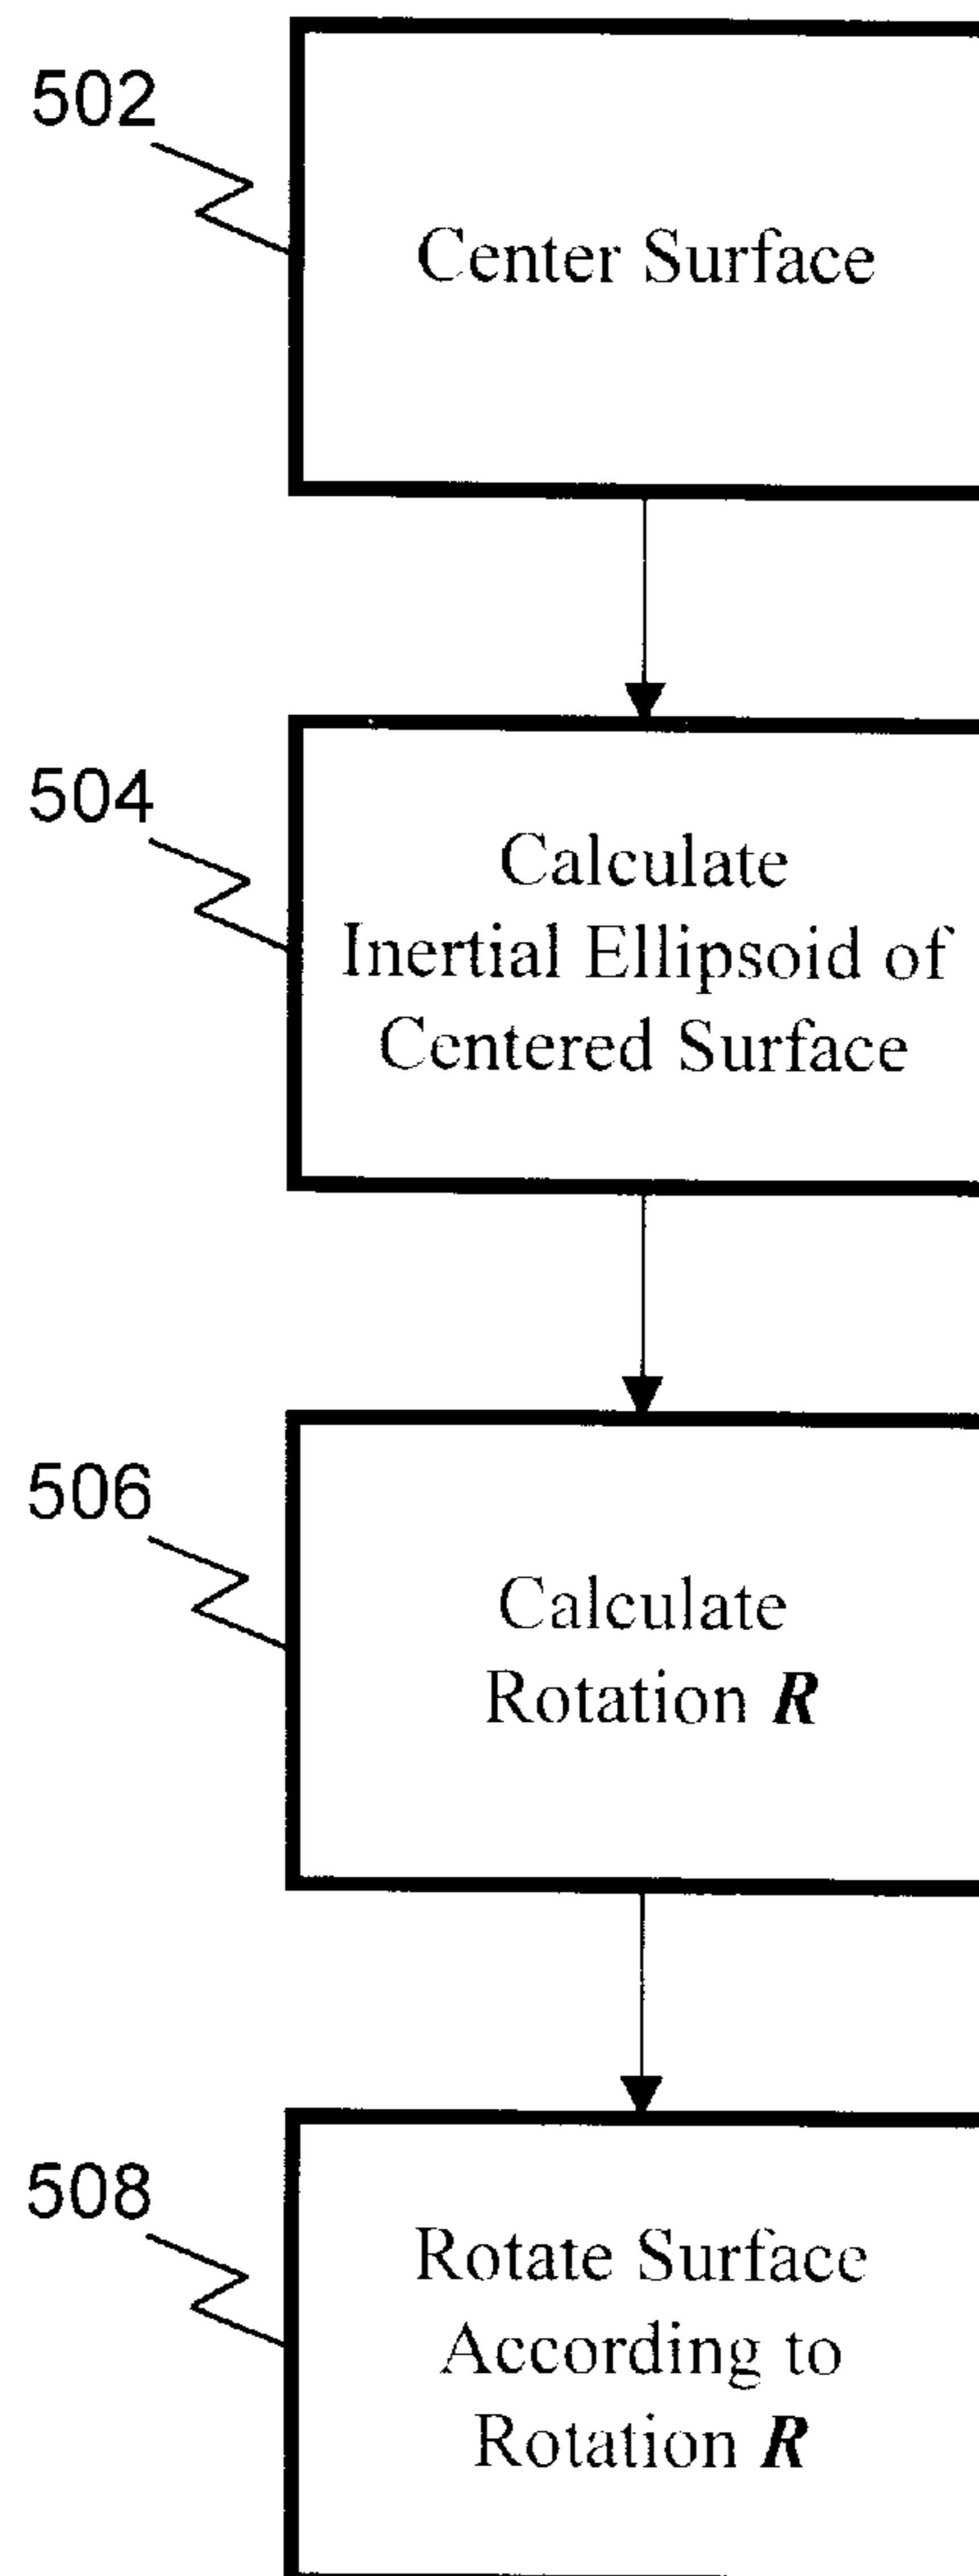 502
Center Surface
504
Calculate
Inertial Ellipsoid of
Centered Surface
506
Calculate
Rotation R
508
Rotate Surface
According to
Rotation R